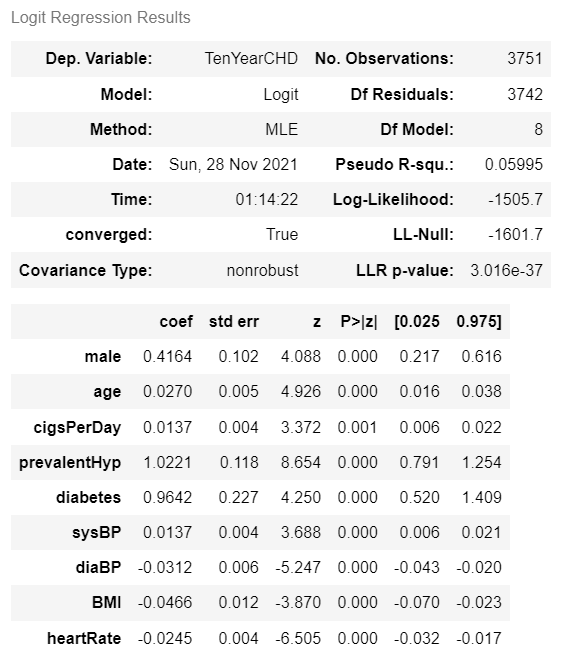 Logit Regression Results
Dep. Variable: TenYearCHD No. Observations: 3751
Model: Logit Df Residuals: 3742
Method: MLE Df Model: 8
Date: Sun, 28 Nov 2021 Pseudo R-squ.: 0.05995
Time: 01:14:22 Log-Likelihood: -1505.7
converged: True LL-Null: -1601.7
Covariance Type: nonrobust LLR p-value: 3.016e-37
coef std err z P>|z| [0.025 0.975]
male 0.4164 0.102 4.088 0.000 0.217 0.616
age 0.0270 0.005 4.926 0.000 0.016 0.038
cigsPerDay 0.0137 0.004 3.372 0.001 0.006 0.022
prevalentHyp 1.0221 0.118 8.654 0.000 0.791 1.254
diabetes 0.9642 0.227 4.250 0.000 0.520 1.409
sysBP 0.0137 0.004 3.688 0.000 0.006 0.021
diaBP -0.0312 0.006 -5.247 0.000 -0.043 -0.020
BMI -0.0466 0.012 -3.870 0.000 -0.070 -0.023
heartRate -0.0245 0.004 -6.505 0.000 -0.032 -0.017